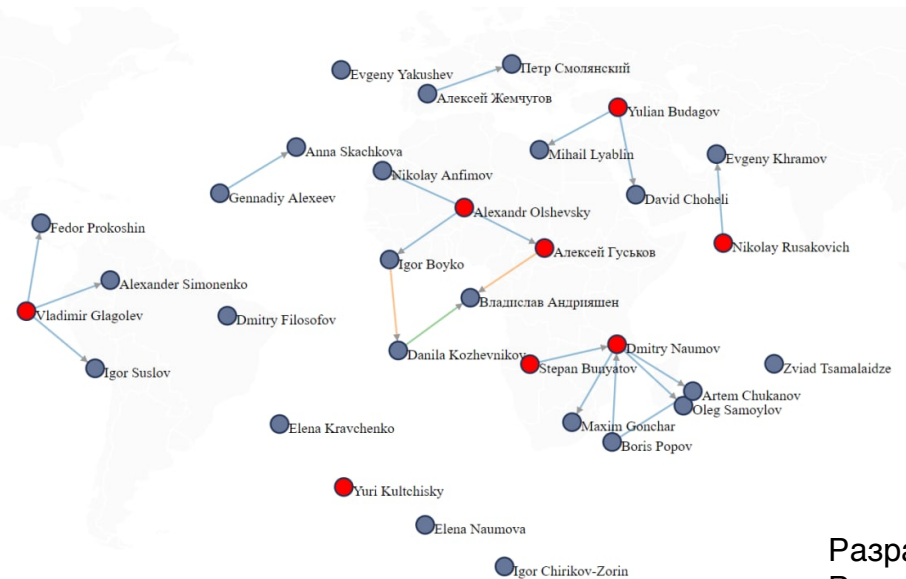 Петр Смолянский
Evgeny Yakushev
Алексей Жемчугов
Yulian Budagov
Anna Skachkova
Mihail Lyablin
Evgeny Khramov
Nikolay Anfimov
Gennadiy Alexeev
David Choheli
Alexandr Olshevsky
Fedor Prokoshin
Nikolay Rusakovich
Алексей Гуськов
Igor Boyko
Alexander Simonenko
Владислав Андрияшен
Vladimir Glagolev
Dmitry Filosofov
Dmitry Naumov
Danila Kozhevnikov
Stepan Bunyatov
Zviad Tsamalaidze
Igor Suslov
Artem Chukanov
Oleg Samoylov
Elena Kravchenko
Maxim Gonchar
Boris Popov
Yuri Kultchisky
Elena Naumova
Разра
Igor Chirikov-Zorin